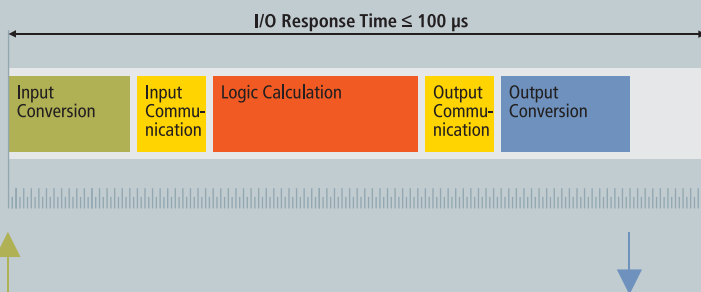 I/O Response Time ≤ 100 µs
Input
Conversion
Input
Commu-
nication
Logic Calculation
Output
Commu-
nication
Output
Conversion